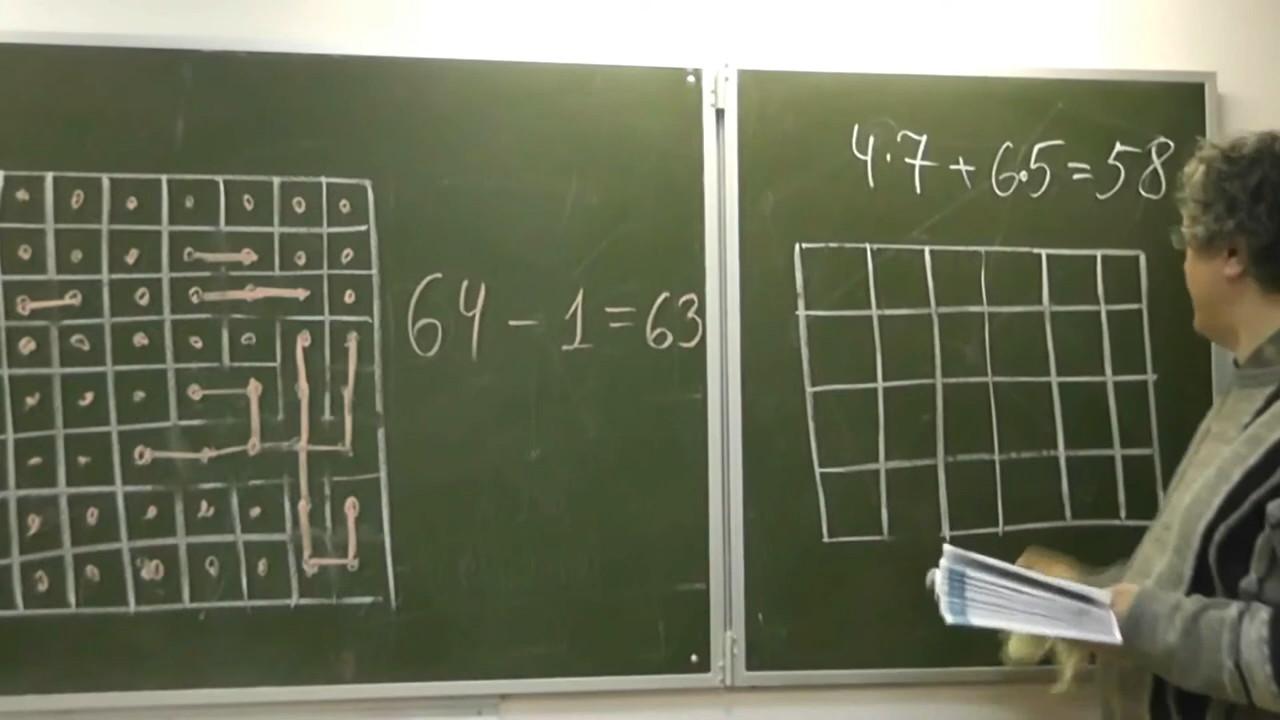 64 - 1 = 63
4·7 + 6·5 = 58